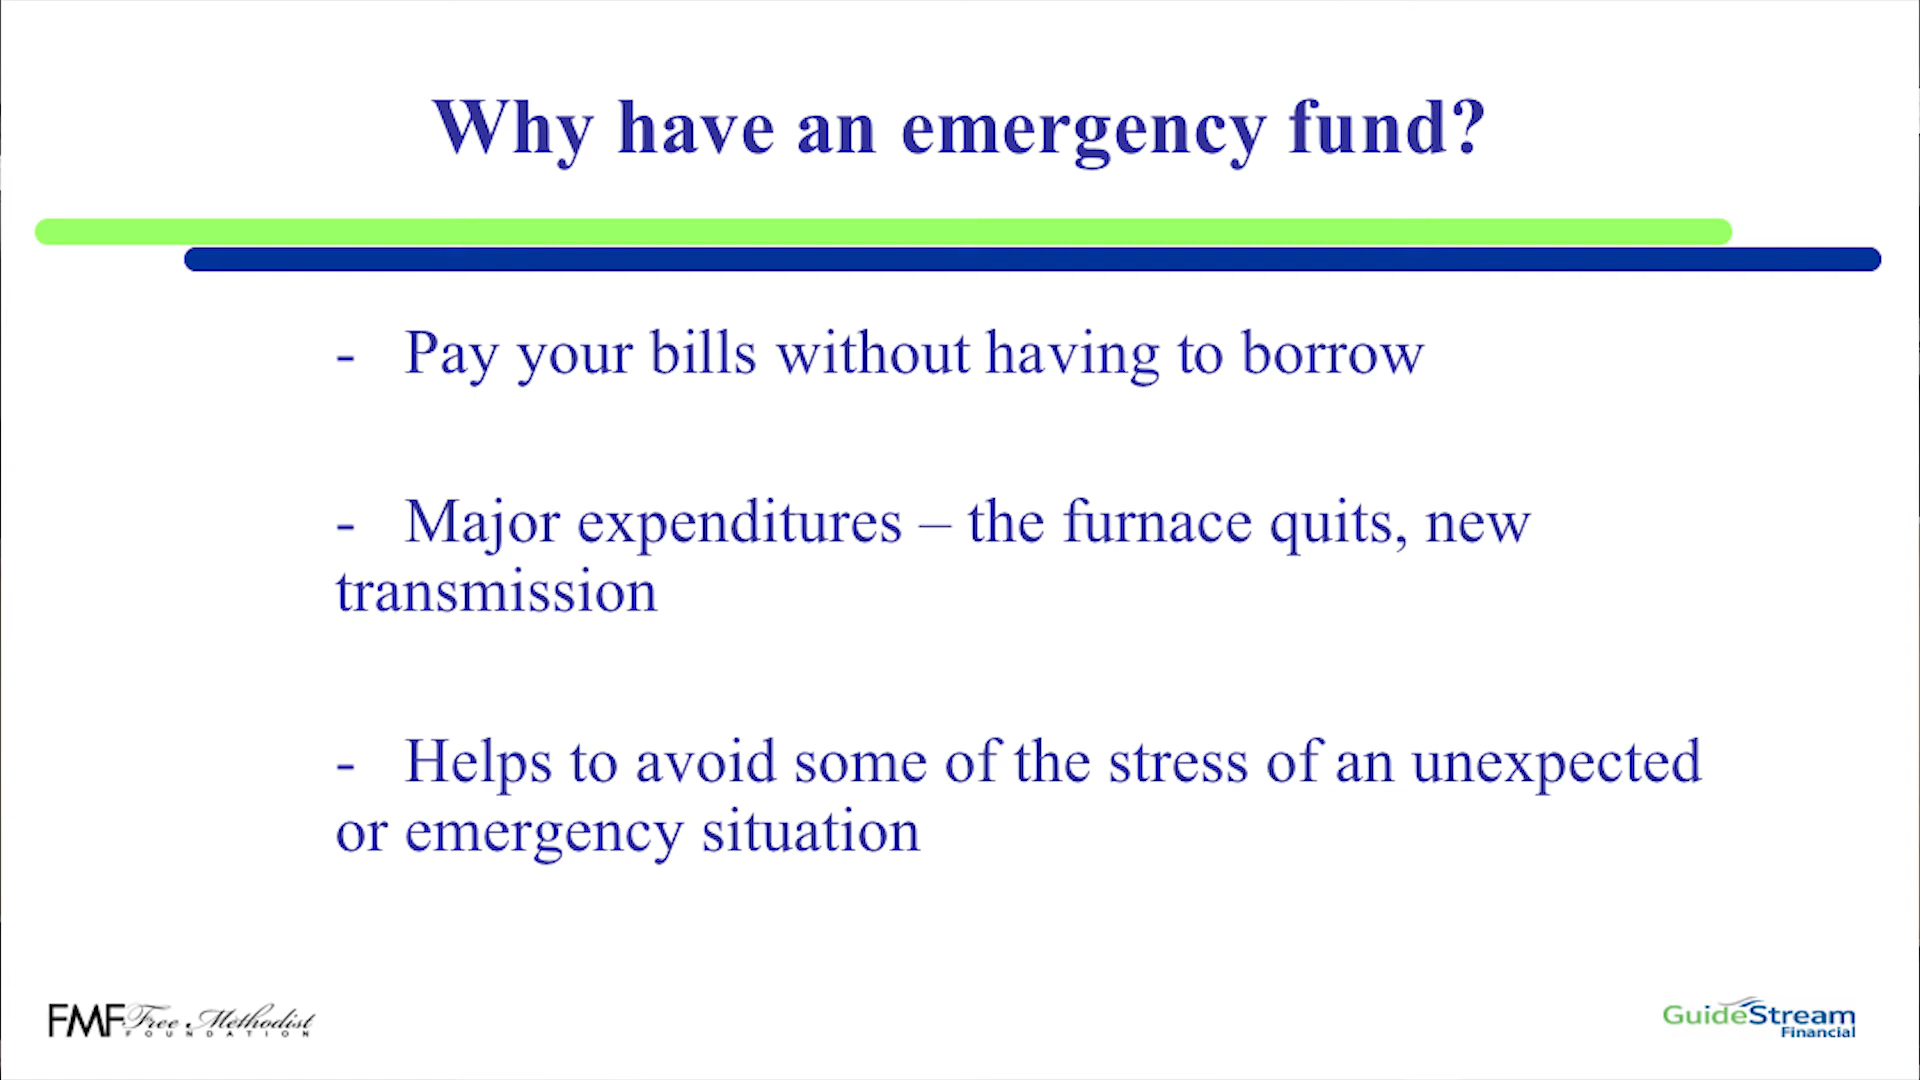 Why have an emergency fund?
- Pay your bills without having to borrow
- Major expenditures – the furnace quits, new
transmission
- Helps to avoid some of the stress of an unexpected
or emergency situation
FMF Free Methodist
FOUNDATION
GuideStream
Financial